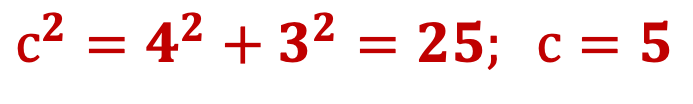 c² = 4² + 3² = 25; c = 5